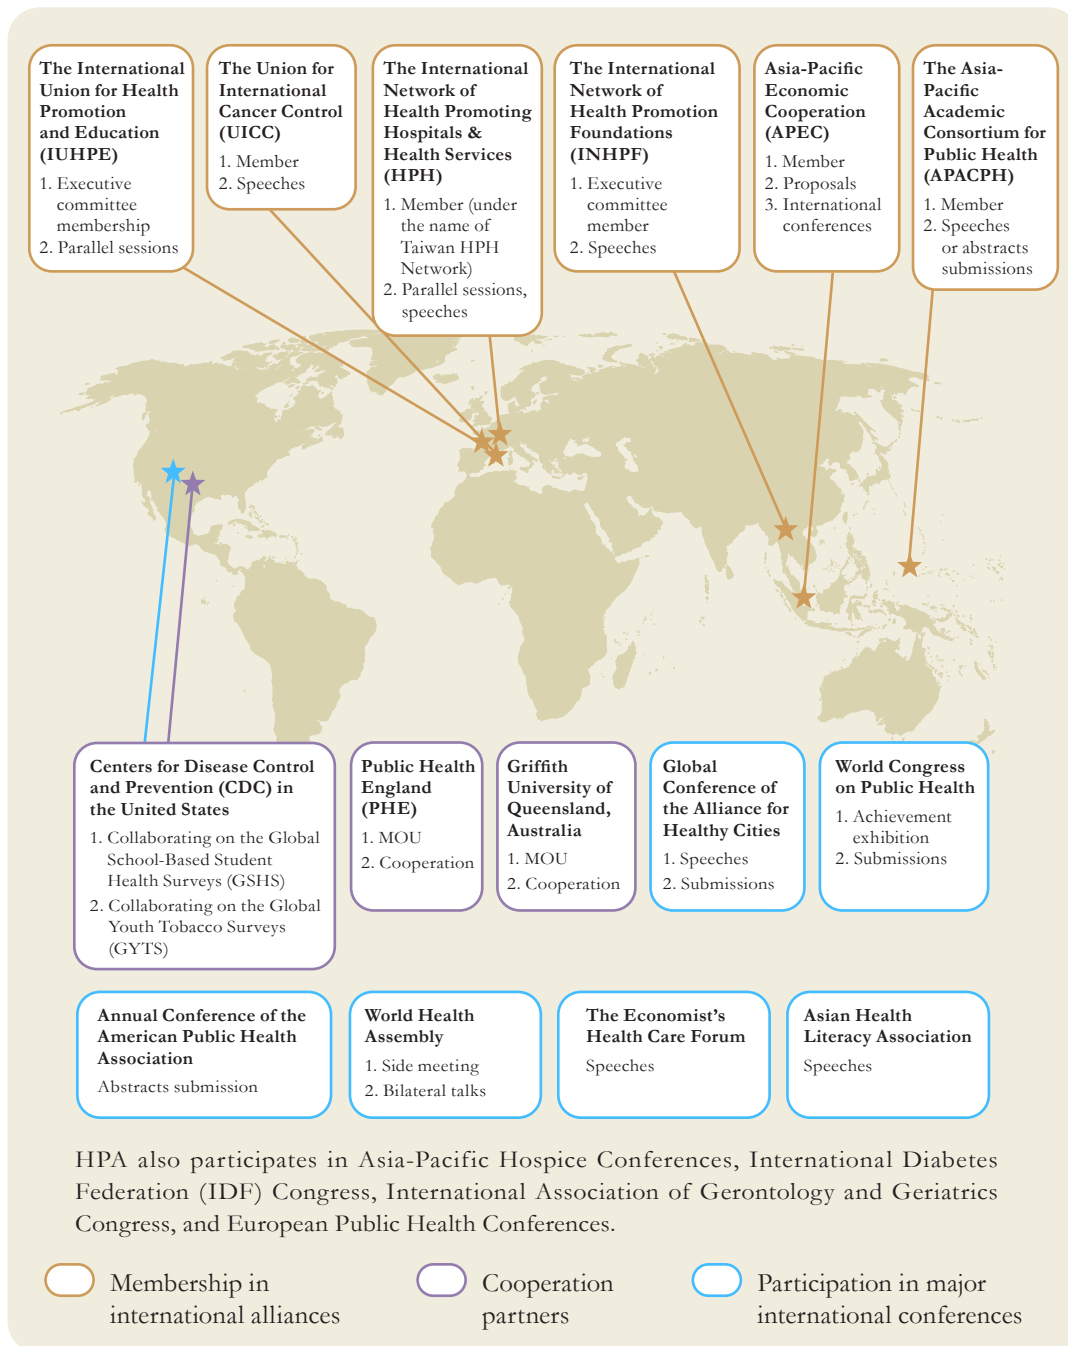 The International
Union for Health
Promotion
and Education
(IUHPE)
1. Executive
committee
membership
2. Parallel sessions
The Union for
International
Cancer Control
(UICC)
1. Member
2. Speeches
The International
Network of
Health Promoting
Hospitals &
Health Services
(HPH)
1. Member (under
the name of
Taiwan HPH
Network)
2. Parallel sessions,
speeches
The International
Network of
Health Promotion
Foundations
(INHPF)
1. Executive
committee
member
2. Speeches
Asia-Pacific
Economic
Cooperation
(APEC)
1. Member
2. Proposals
3. International
conferences
The Asia-
Pacific
Academic
Consortium for
Public Health
(APACPH)
1. Member
2. Speeches
or abstracts
submissions
Centers for Disease Control
and Prevention (CDC) in
the United States
1. Collaborating on the Global
School-Based Student
Health Surveys (GSHS)
2. Collaborating on the Global
Youth Tobacco Surveys
(GYTS)
Public Health
England
(PHE)
1. MOU
2. Cooperation
Griffith
University of
Queensland,
Australia
1. MOU
2. Cooperation
Global
Conference of
the Alliance for
Healthy Cities
1. Speeches
2. Submissions
World Congress
on Public Health
1. Achievement
exhibition
2. Submissions
Annual Conference of the
American Public Health
Association
Abstracts submission
World Health
Assembly
1. Side meeting
2. Bilateral talks
The Economist's
Health Care Forum
Speeches
Asian Health
Literacy Association
Speeches
HPA also participates in Asia-Pacific Hospice Conferences, International Diabetes
Federation (IDF) Congress, International Association of Gerontology and Geriatrics
Congress, and European Public Health Conferences.
Membership in
international alliances
Cooperation
partners
Participation in major
international conferences